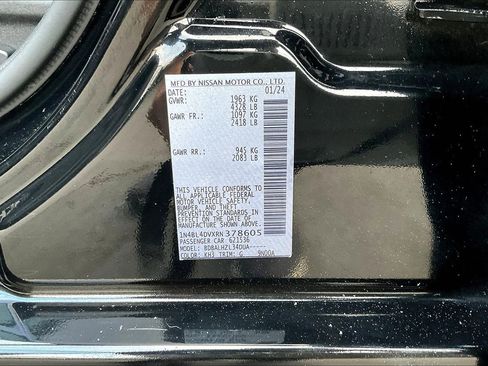 MFD BY NISSAN MOTOR CO., LTD.
DATE: 01/24
GVWR: 1963 KG
4328 LB
GAWR FR: 1097 KG
2418 LB
GAWR RR: 945 KG
2083 LB
THIS VEHICLE CONFORMS TO
ALL APPLICABLE FEDERAL
MOTOR VEHICLE SAFETY,
BUMPER, AND THEFT
PREVENTION STANDARDS IN
EFFECT ON THE DATE OF
MANUFACTURE SHOWN ABOVE.
1N4BL4DVXRN378605
PASSENGER CAR 621536
MODEL: BDBALHZL34DUA
COLOR: KH3 TRIM: G 9N00A